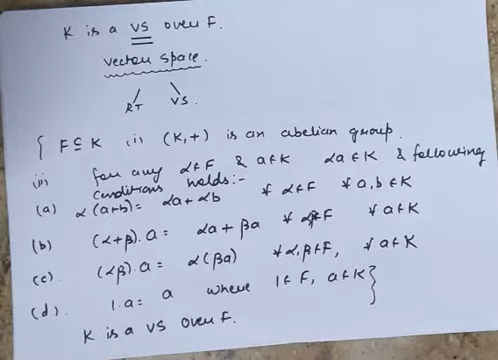 K is a VS over F.
vector space.
RT VS.
{ F ⊆ K (i) (K,+) is an abelian group.
(ii) for any α∈F & a∈K αa∈K & following
conditions holds:-
(a) α(a+b) = αa+αb ∀ α∈F ∀ a,b∈K
(b) (α+β).a = αa+βa ∀ α,β∈F ∀ a∈K
(c). (αβ).a = α(βa) ∀ α,β∈F, ∀ a∈K
(d). 1.a = a where 1∈F, a∈K }
K is a VS over F.